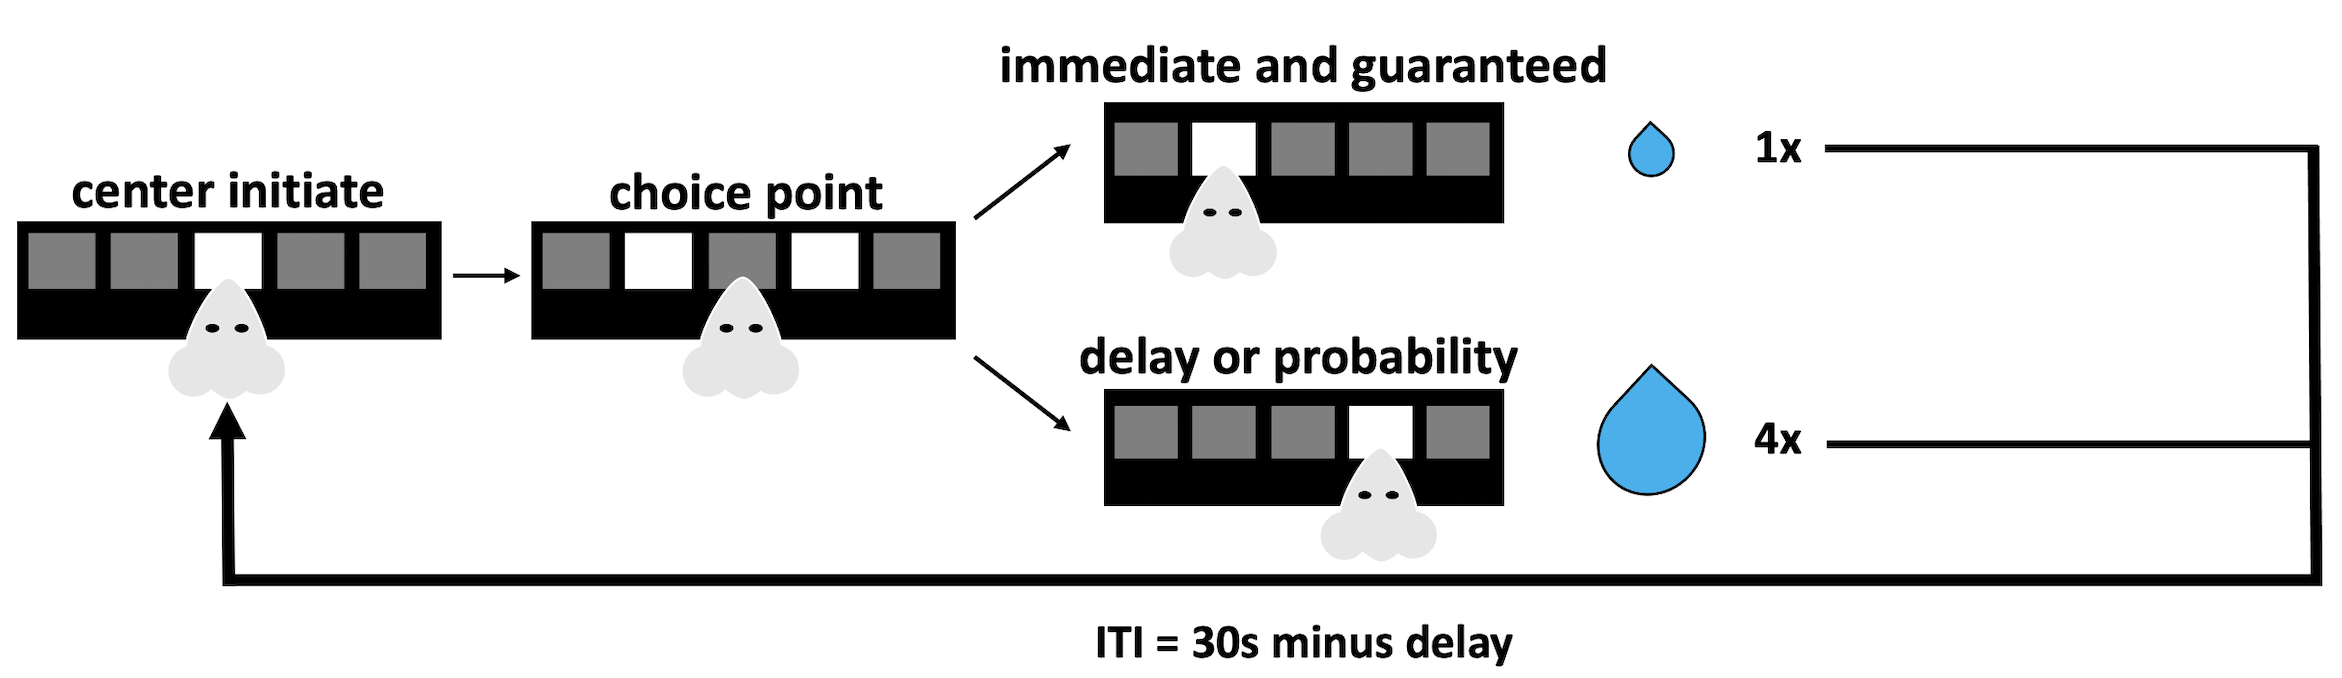 center initiate
choice point
immediate and guaranteed
1x
delay or probability
4x
ITI = 30s minus delay